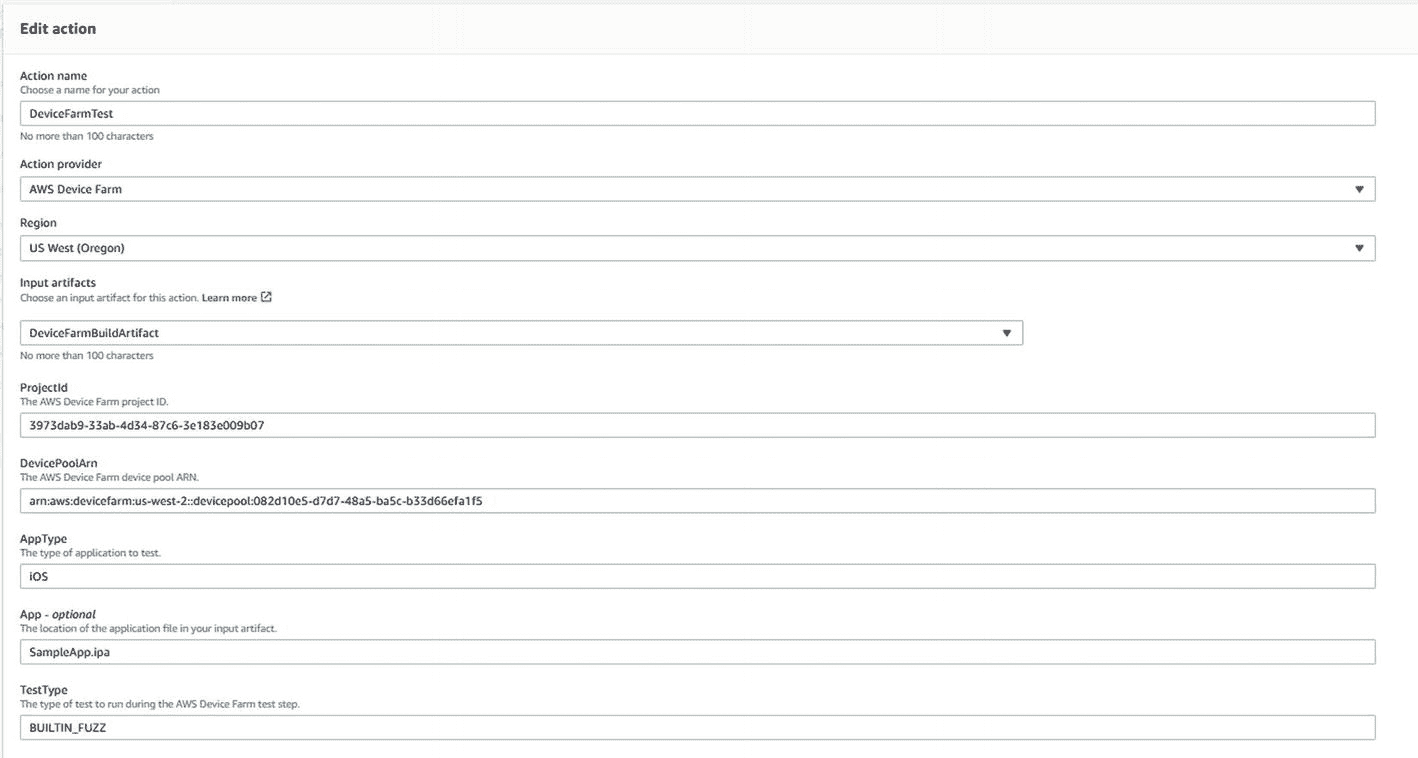 Edit action
Action name
Choose a name for your action
DeviceFarmTest
No more than 100 characters
Action provider
AWS Device Farm
Region
US West (Oregon)
Input artifacts
Choose an input artifact for this action. Learn more
DeviceFarmBuildArtifact
No more than 100 characters
ProjectId
The AWS Device Farm project ID.
3973dab9-33ab-4d34-87c6-3e183e009b07
DevicePoolArn
The AWS Device Farm device pool ARN.
arn:aws:devicefarm:us-west-2::devicepool:082d10e5-d7d7-48a5-ba5c-b33d66efa1f5
AppType
The type of application to test.
iOS
App - optional
The location of the application file in your input artifact.
SampleApp.ipa
TestType
The type of test to run during the AWS Device Farm test step.
BUILTIN_FUZZ